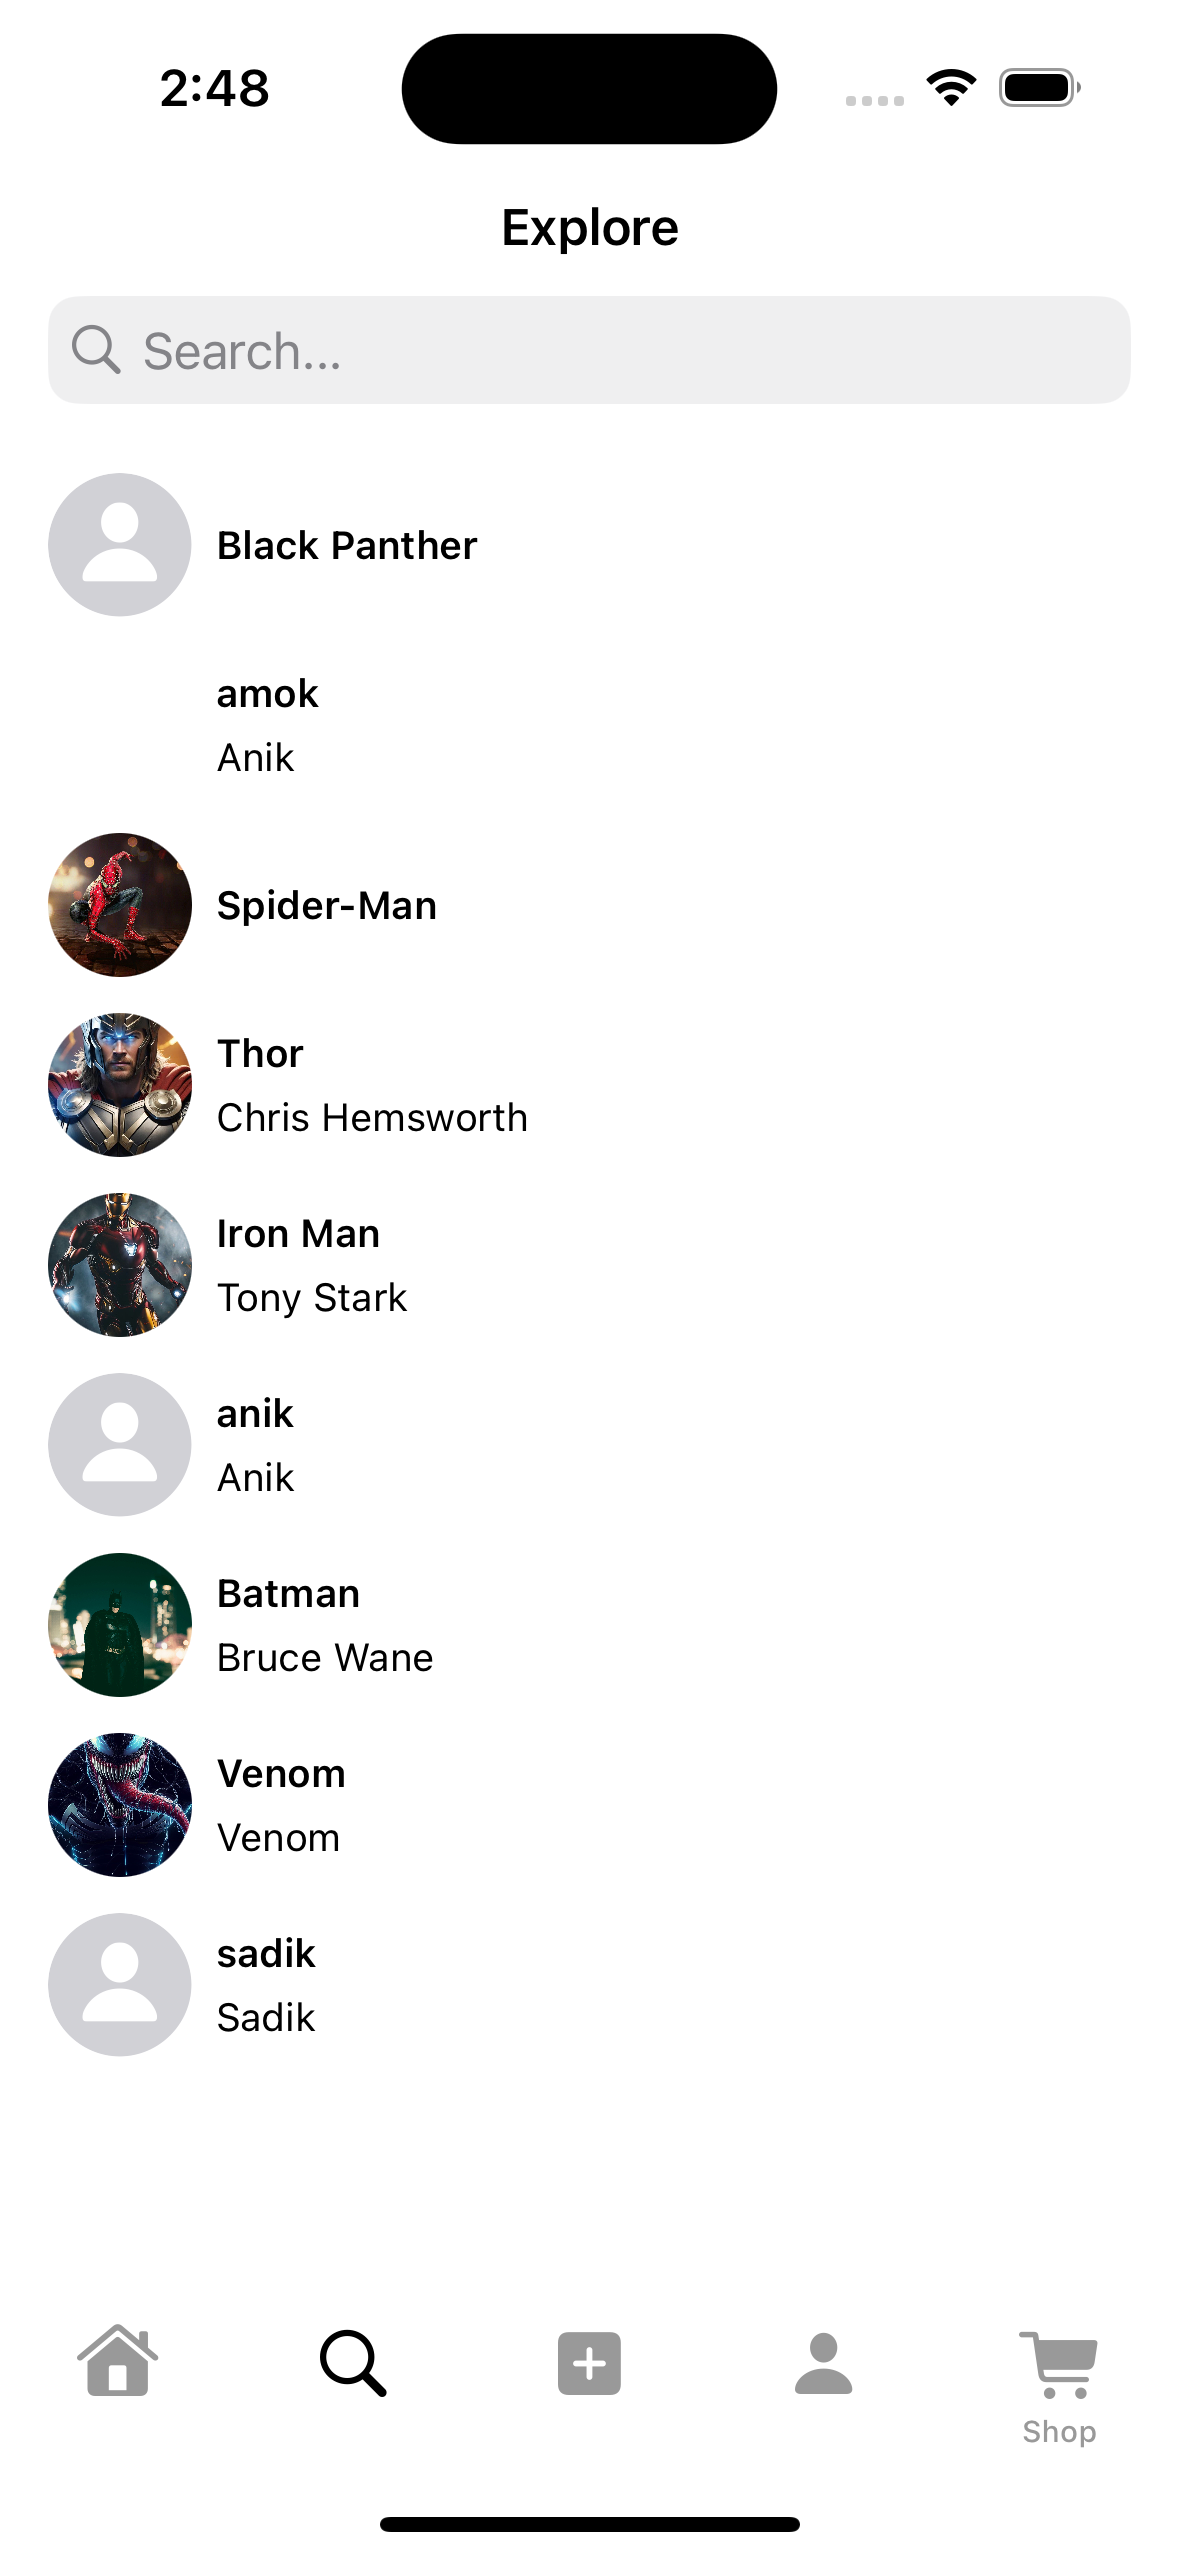 2:48
Explore
Search...
Black Panther
amok
Anik
Spider-Man
Thor
Chris Hemsworth
Iron Man
Tony Stark
anik
Anik
Batman
Bruce Wane
Venom
Venom
sadik
Sadik
Shop